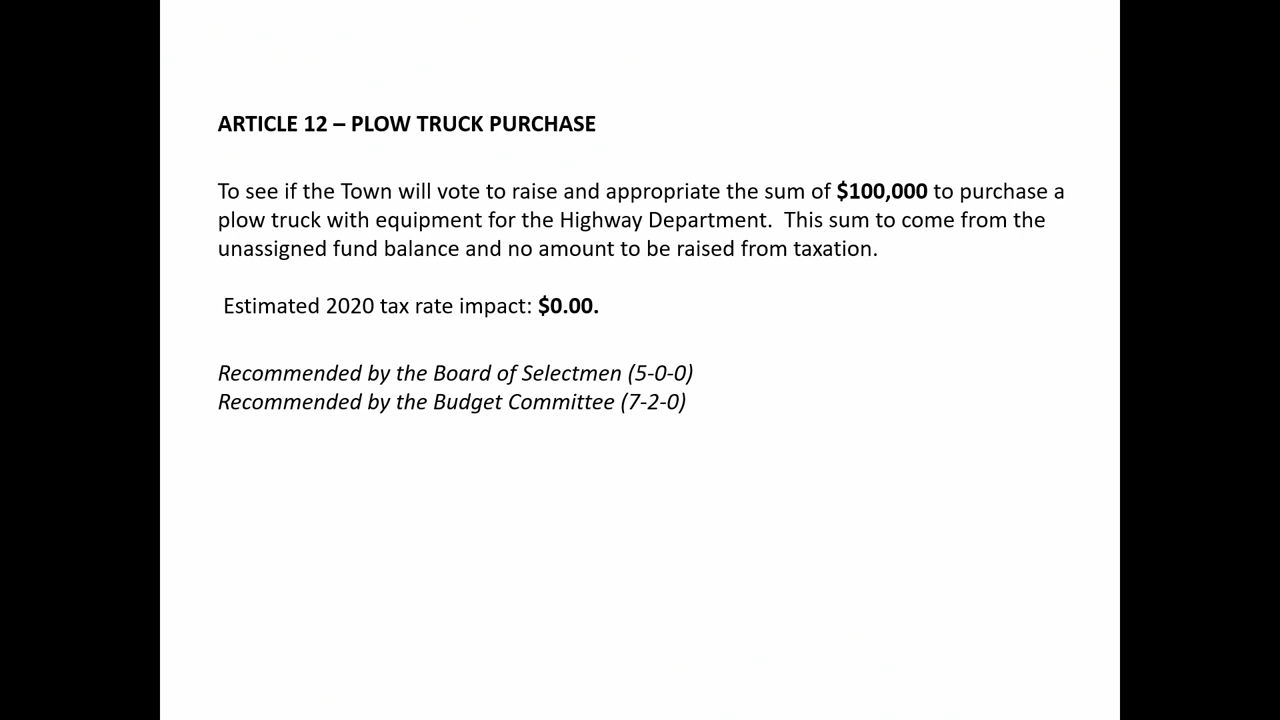 ARTICLE 12 – PLOW TRUCK PURCHASE
To see if the Town will vote to raise and appropriate the sum of $100,000 to purchase a
plow truck with equipment for the Highway Department.  This sum to come from the
unassigned fund balance and no amount to be raised from taxation.
Estimated 2020 tax rate impact: $0.00.
Recommended by the Board of Selectmen (5-0-0)
Recommended by the Budget Committee (7-2-0)